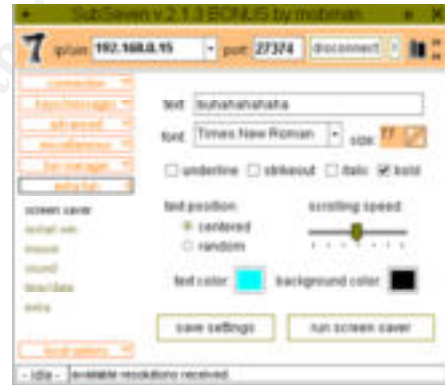 SubSeven v 2.1.3 BONUS by mobman
ip/uin: 192.168.0.15 port: 27374 disconnect
connection
keys/messages
advanced
miscellaneous
fun manager
extra fun
screen saver
restart win
mouse
sound
time/date
extra
local options
text: buhahahahaha
font: Times New Roman size: 77
underline strikeout italic bold
text position: scrolling speed:
centered
random
text color: background color:
save settings run screen saver
- idle - available resolutions received.